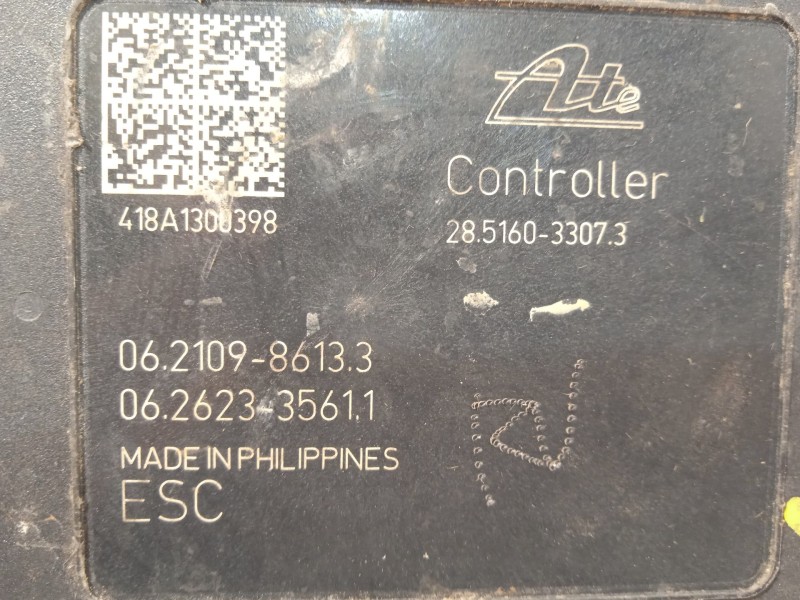 Ate
Controller
418A1300398
28.5160-3307.3
06.2109-8613.3
06.2623-3561.1
MADE IN PHILIPPINES
ESC